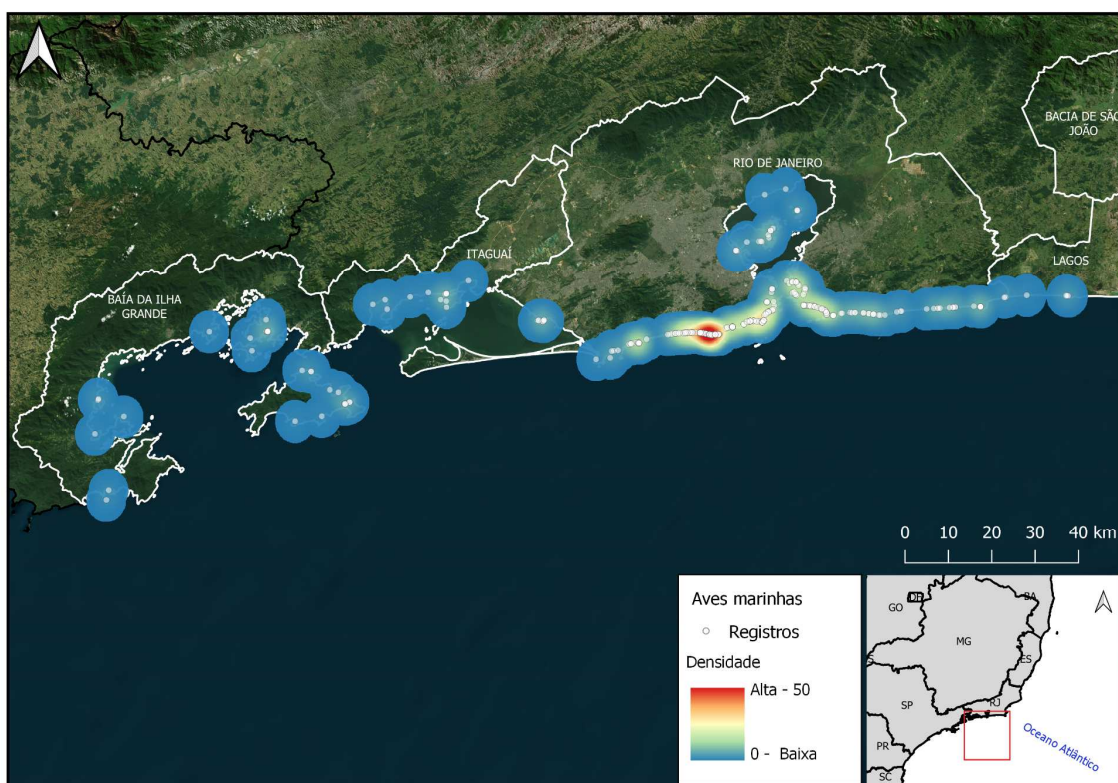 BACIA DE SÃO
JOÃO
RIO DE JANEIRO
ITAGUAÍ
LAGOS
BAÍA DA ILHA
GRANDE
0 10 20 30 40 km
Aves marinhas
Registros
Densidade
Alta - 50
0 - Baixa
GO
DF
BA
MG
ES
SP
RJ
Oceano Atlântico
PR
SC